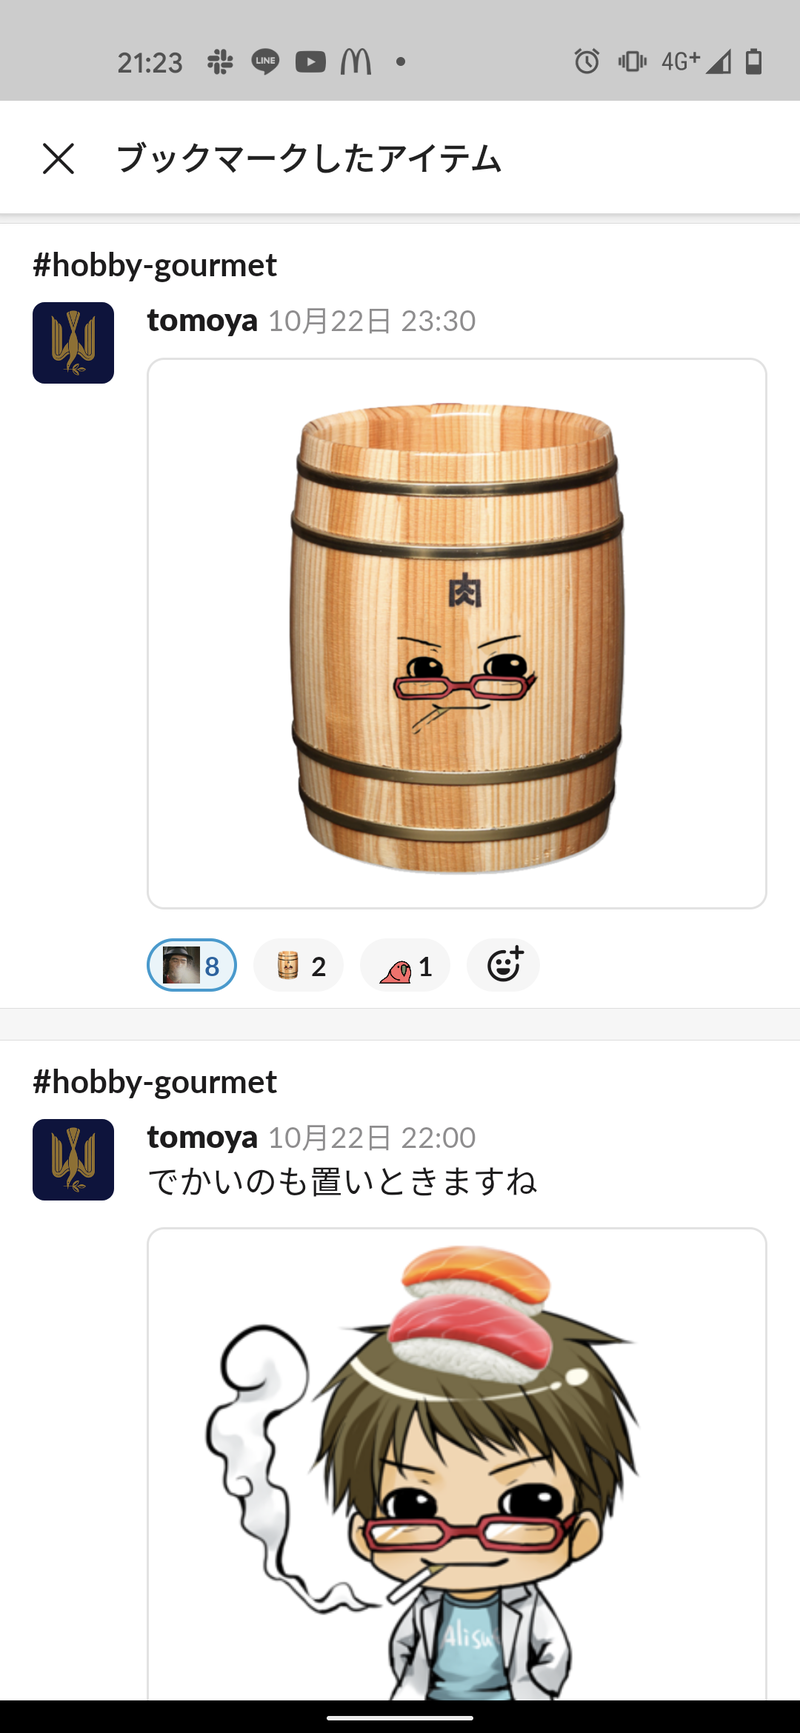 21:23
LINE
4G+
ブックマークしたアイテム
#hobby-gourmet
tomoya 10月22日 23:30
肉
8 2 1
#hobby-gourmet
tomoya 10月22日 22:00
でかいのも置いときますね